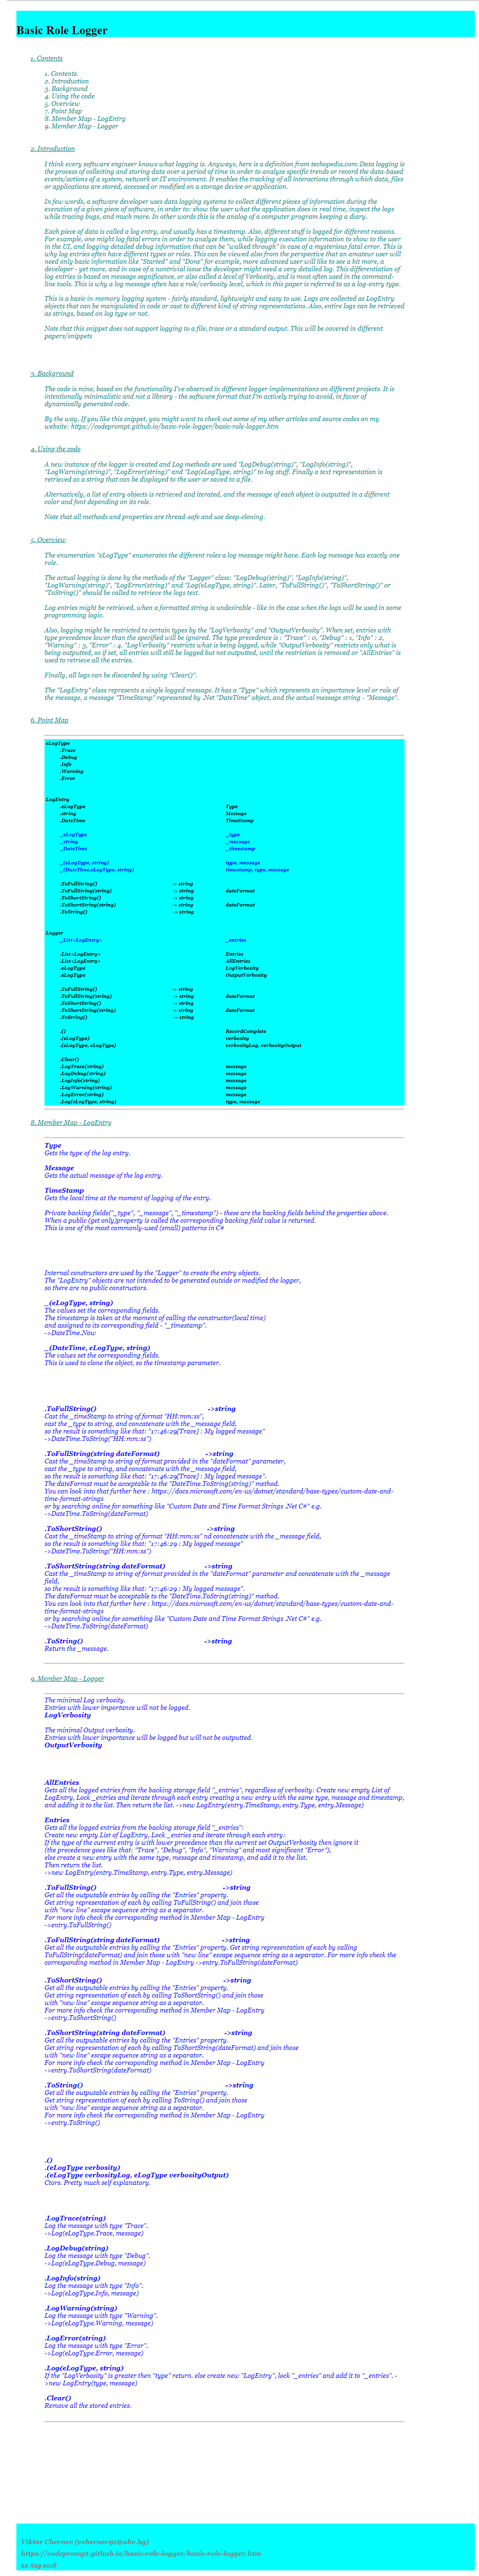 Basic Role Logger
1. Contents
1. Contents.
2. Introduction
3. Background
4. Using the code
5. Overview
7. Point Map
8. Member Map - LogEntry
9. Member Map - Logger
2. Introduction
I think every software engineer knows what logging is. Anyways, here is a definition from techopedia.com:Data logging is
the process of collecting and storing data over a period of time in order to analyze specific trends or record the data-based
events/actions of a system, network or IT environment. It enables the tracking of all interactions through which data, files
or applications are stored, accessed or modified on a storage device or application.
In few words, a software developer uses data logging systems to collect different pieces of information during the
execution of a given piece of software, in order to: show the user what the application does in real time, inspect the logs
while tracing bugs, and much more. In other words this is the analog of a computer program keeping a diary.
Each piece of data is called a log entry, and usually has a timestamp. Also, different stuff is logged for different reasons.
For example, one might log fatal errors in order to analyze them, while logging execution information to show to the user
in the UI, and logging detailed debug information that can be "walked through" in case of a mysterious fatal error. This is
why log entries often have different types or roles. This can be viewed also from the perspective that an amateur user will
need only basic information like "Started" and "Done" for example, more advanced user will like to see a bit more, a
developer - yet more, and in case of a nontrivial issue the developer might need a very detailed log. This differentiation of
log entries is based on message significance, or also called a level of Verbosity, and is most often used in the command-
line tools. This is why a log message often has a role/verbosity level, which in this paper is referred to as a log-entry type.
This is a basic in-memory logging system - fairly standard, lightweight and easy to use. Logs are collected as LogEntry
objects that can be manipulated in code or cast to different kind of string representations. Also, entire logs can be retrieved
as strings, based on log type or not.
Note that this snippet does not support logging to a file, trace or a standard output. This will be covered in different
papers/snippets
3. Background
The code is mine, based on the functionality I've observed in different logger implementations on different projects. It is
intentionally minimalistic and not a library - the software format that I'm actively trying to avoid, in favor of
dynamically generated code.
By the way, If you like this snippet, you might want to check out some of my other articles and source codes on my
website: https://codeprompt.github.io/basic-role-logger/basic-role-logger.htm
4. Using the code
A new instance of the logger is created and Log methods are used "LogDebug(string)", "LogInfo(string)",
"LogWarning(string)", "LogError(string)" and "Log(eLogType, string)" to log stuff. Finally a text representation is
retrieved as a string that can be displayed to the user or saved to a file.
Alternatively, a list of entry objects is retrieved and iterated, and the message of each object is outputted in a different
color and font depending on its role.
Note that all methods and properties are thread-safe and use deep-cloning.
5. Overview
The enumeration "eLogType" enumerates the different roles a log message might have. Each log message has exactly one
role.
The actual logging is done by the methods of the "Logger" class: "LogDebug(string)", "LogInfo(string)",
"LogWarning(string)", "LogError(string)" and "Log(eLogType, string)". Later, "ToFullString()", "ToShortString()" or
"ToString()" should be called to retrieve the logs text.
Log entries might be retrieved, when a formatted string is undesirable - like in the case when the logs will be used in some
programming logic.
Also, logging might be restricted to certain types by the "LogVerbosity" and "OutputVerbosity". When set, entries with
type precedence lower than the specified will be ignored. The type precedence is : "Trace" : 0, "Debug" : 1, "Info" : 2,
"Warning" : 3, "Error" : 4. "LogVerbosity" restricts what is being logged, while "OutputVerbosity" restricts only what is
being outputted, so if set, all entries will still be logged but not outputted, until the restriction is removed or "AllEntries" is
used to retrieve all the entries.
Finally, all logs can be discarded by using "Clear()".
The "LogEntry" class represents a single logged message. It has a "Type" which represents an importance level or role of
the message, a message "TimeStamp" represented by .Net "DateTime" object, and the actual message string - "Message".
6. Point Map
eLogType
.Trace
.Debug
.Info
.Warning
.Error
LogEntry
.eLogType Type
.string Message
.DateTime TimeStamp
_eLogType _type
_string _message
_DateTime _timestamp
_(eLogType, string) type, message
_(DateTime,eLogType, string) timestamp, type, message
.ToFullString() -> string
.ToFullString(string) -> string dateFormat
.ToShortString() -> string
.ToShortString(string) -> string dateFormat
.ToString() -> string
Logger
_List<LogEntry> _entries
.List<LogEntry> Entries
.List<LogEntry> AllEntries
.eLogType LogVerbosity
.eLogType OutputVerbosity
.ToFullString() -> string
.ToFullString(string) -> string dateFormat
.ToShortString() -> string
.ToShortString(string) -> string dateFormat
.ToString() -> string
.() RecordComplete
.(eLogType) verbosity
.(eLogType, eLogType) verbosityLog, verbosityOutput
.Clear()
.LogTrace(string) message
.LogDebug(string) message
.LogInfo(string) message
.LogWarning(string) message
.LogError(string) message
.Log(eLogType, string) type, message
8. Member Map - LogEntry
Type
Gets the type of the log entry.
Message
Gets the actual message of the log entry.
TimeStamp
Gets the local time at the moment of logging of the entry.
Private backing fields("_type", "_message", "_timestamp") - these are the backing fields behind the properties above.
When a public (get only)property is called the corresponding backing field value is returned.
This is one of the most commonly-used (small) patterns in C#
Internal constructors are used by the "Logger" to create the entry objects.
The "LogEntry" objects are not intended to be generated outside or modified the logger,
so there are no public constructors.
_(eLogType, string)
The values set the corresponding fields.
The timestamp is taken at the moment of calling the constructor(local time)
and assigned to its corresponding field - "_timestamp".
->DateTime.Now
_(DateTime, eLogType, string)
The values set the corresponding fields.
This is used to clone the object, so the timestamp parameter.
.ToFullString() ->string
Cast the _timeStamp to string of format "HH:mm:ss",
cast the _type to string, and concatenate with the _message field,
so the result is something like that: "17:46:29[Trace] : My logged message"
->DateTime.ToString("HH:mm:ss")
.ToFullString(string dateFormat) ->string
Cast the _timeStamp to string of format provided in the "dateFormat" parameter,
cast the _type to string, and concatenate with the _message field,
so the result is something like that: "17:46:29[Trace] : My logged message".
The dateFormat must be acceptable to the "DateTime.ToString(string)" method.
You can look into that further here : https://docs.microsoft.com/en-us/dotnet/standard/base-types/custom-date-and-
time-format-strings
or by searching online for something like "Custom Date and Time Format Strings .Net C#" e.g.
->DateTime.ToString(dateFormat)
.ToShortString() ->string
Cast the _timeStamp to string of format "HH:mm:ss" nd concatenate with the _message field,
so the result is something like that: "17:46:29 : My logged message"
->DateTime.ToString("HH:mm:ss")
.ToShortString(string dateFormat) ->string
Cast the _timeStamp to string of format provided in the "dateFormat" parameter and concatenate with the _message
field,
so the result is something like that: "17:46:29 : My logged message".
The dateFormat must be acceptable to the "DateTime.ToString(string)" method.
You can look into that further here : https://docs.microsoft.com/en-us/dotnet/standard/base-types/custom-date-and-
time-format-strings
or by searching online for something like "Custom Date and Time Format Strings .Net C#" e.g.
->DateTime.ToString(dateFormat)
.ToString() ->string
Return the _message.
9. Member Map - Logger
The minimal Log verbosity.
Entries with lower importance will not be logged.
LogVerbosity
The minimal Output verbosity.
Entries with lower importance will be logged but will not be outputted.
OutputVerbosity
AllEntries
Gets all the logged entries from the backing storage field "_entries", regardless of verbosity: Create new empty List of
LogEntry, Lock _entries and iterate through each entry creating a new entry with the same type, message and timestamp,
and adding it to the list. Then return the list. ->new LogEntry(entry.TimeStamp, entry.Type, entry.Message)
Entries
Gets all the logged entries from the backing storage field "_entries":
Create new empty List of LogEntry, Lock _entries and iterate through each entry:
If the type of the current entry is with lower precedence than the current set OutputVerbosity then ignore it
(the precedence goes like that: "Trace", "Debug", "Info", "Warning" and most significant "Error"),
else create a new entry with the same type, message and timestamp, and add it to the list.
Then return the list.
->new LogEntry(entry.TimeStamp, entry.Type, entry.Message)
.ToFullString() ->string
Get all the outputable entries by calling the "Entries" property.
Get string representation of each by calling ToFullString() and join those
with "new line" escape sequence string as a separator.
For more info check the corresponding method in Member Map - LogEntry
->entry.ToFullString()
.ToFullString(string dateFormat) ->string
Get all the outputable entries by calling the "Entries" property. Get string representation of each by calling
ToFullString(dateFormat) and join those with "new line" escape sequence string as a separator. For more info check the
corresponding method in Member Map - LogEntry ->entry.ToFullString(dateFormat)
.ToShortString() ->string
Get all the outputable entries by calling the "Entries" property.
Get string representation of each by calling ToShortString() and join those
with "new line" escape sequence string as a separator.
For more info check the corresponding method in Member Map - LogEntry
->entry.ToShortString()
.ToShortString(string dateFormat) ->string
Get all the outputable entries by calling the "Entries" property.
Get string representation of each by calling ToShortString(dateFormat) and join those
with "new line" escape sequence string as a separator.
For more info check the corresponding method in Member Map - LogEntry
->entry.ToShortString(dateFormat)
.ToString() ->string
Get all the outputable entries by calling the "Entries" property.
Get string representation of each by calling ToString() and join those
with "new line" escape sequence string as a separator.
For more info check the corresponding method in Member Map - LogEntry
->entry.ToString()
.()
.(eLogType verbosity)
.(eLogType verbosityLog, eLogType verbosityOutput)
Ctors. Pretty much self explanatory.
.LogTrace(string)
Log the message with type "Trace".
->Log(eLogType.Trace, message)
.LogDebug(string)
Log the message with type "Debug".
->Log(eLogType.Debug, message)
.LogInfo(string)
Log the message with type "Info".
->Log(eLogType.Info, message)
.LogWarning(string)
Log the message with type "Warning".
->Log(eLogType.Warning, message)
.LogError(string)
Log the message with type "Error".
->Log(eLogType.Error, message)
.Log(eLogType, string)
If the "LogVerbosity" is greater then "type" return. else create new "LogEntry", lock "_entries" and add it to "_entries". -
>new LogEntry(type, message)
.Clear()
Remove all the stored entries.
Viktor Chernev (vchernev91@abv.bg)
https://codeprompt.github.io/basic-role-logger/basic-role-logger.htm
22 Aug 2018